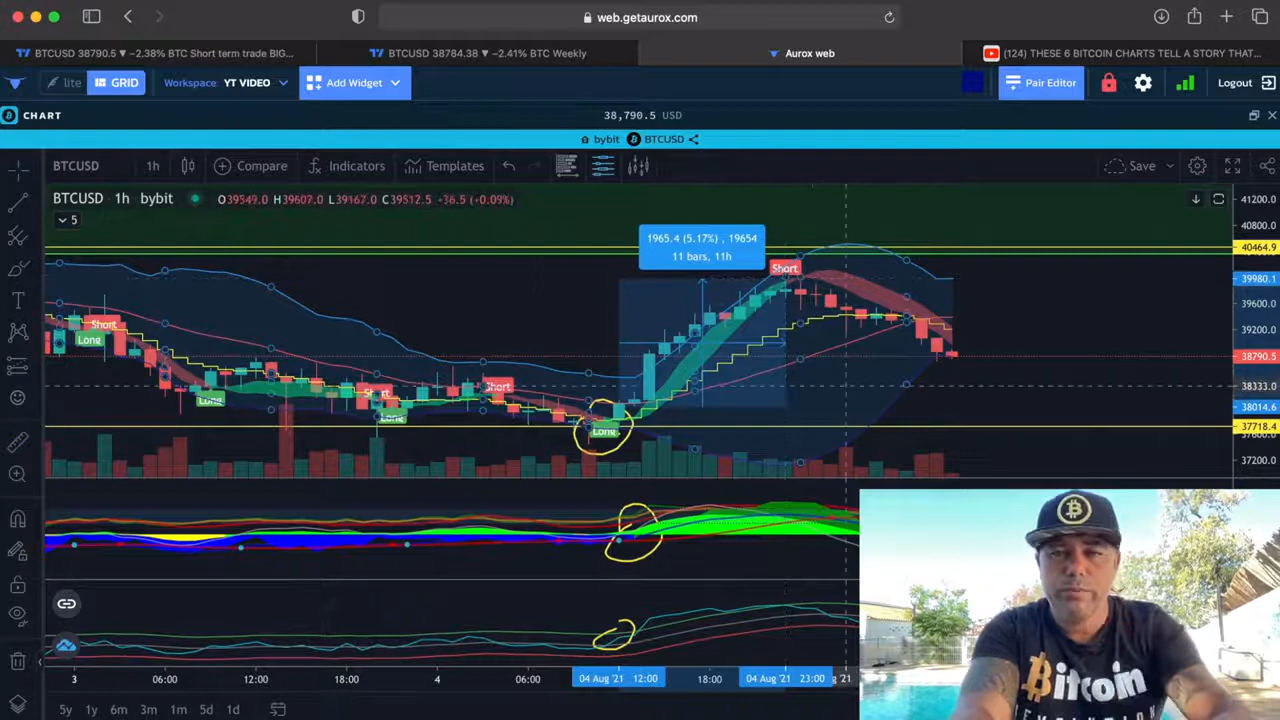 web.getaurox.com
BTCUSD 38790.5 ▼ −2.38% BTC Short term trade BIG...
BTCUSD 38784.38 ▼ −2.41% BTC Weekly
Aurox web
(124) THESE 6 BITCOIN CHARTS TELL A STORY THAT...
lite
GRID
Workspace: YT VIDEO
Add Widget
Pair Editor
Logout
CHART
38,790.5 USD
bybit BTCUSD
BTCUSD 1h Compare Indicators Templates Save
BTCUSD · 1h bybit O39549.0 H39607.0 L39167.0 C39512.5 -36.5 (+0.09%)
5
1965.4 (5.17%) , 19654
11 bars, 11h
Short
Short
Long
Long
Short
Long
Short
Long
41200.0
40800.0
40464.9
39980.1
39600.0
39200.0
38790.5
38333.0
38014.6
37718.4
37600.0
37200.0
3 06:00 12:00 18:00 4 06:00 04 Aug '21 12:00 18:00 04 Aug '21 23:00
5y 1y 6m 3m 1m 5d 1d
Bitcoin